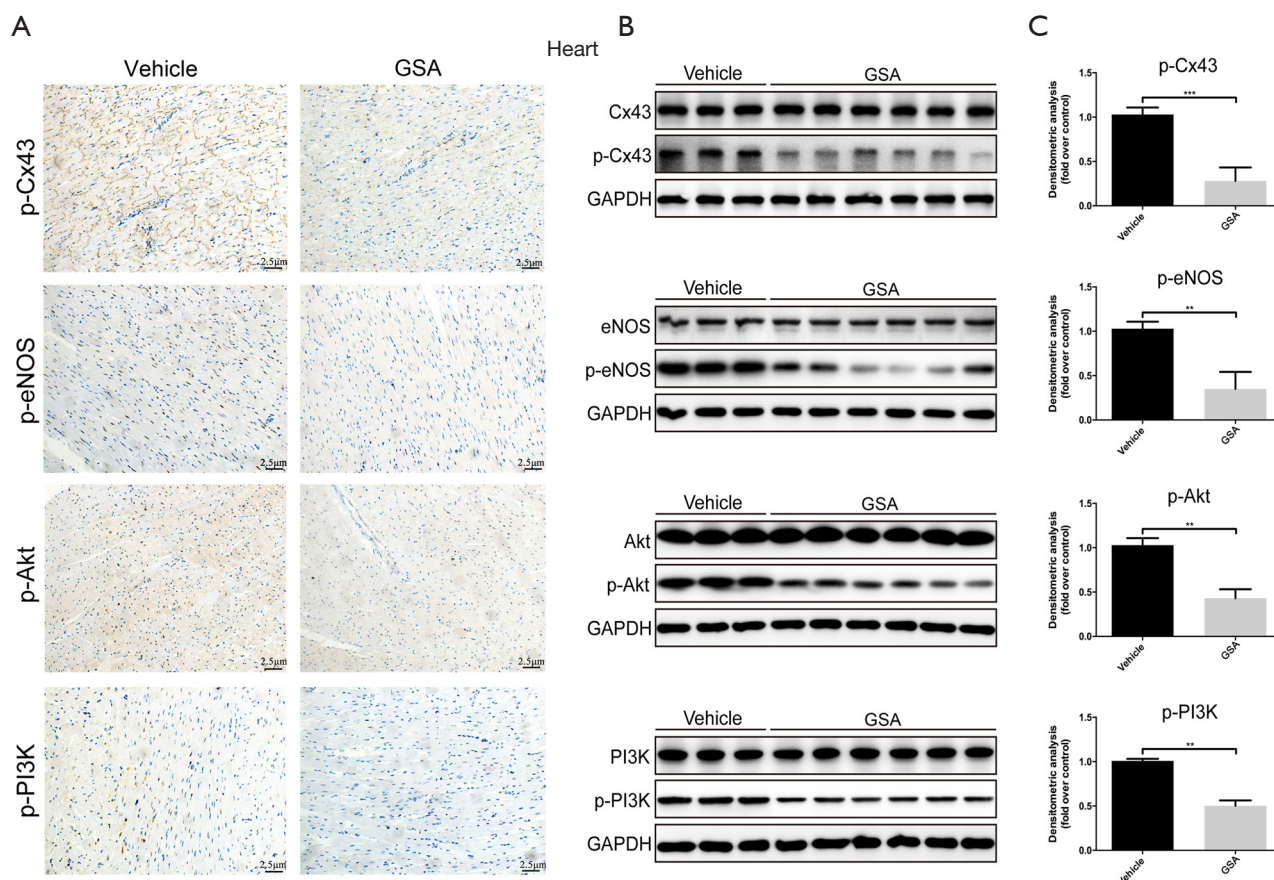 A
Heart
Vehicle
GSA
p-Cx43
2.5μm
2.5μm
p-eNOS
2.5μm
2.5μm
p-Akt
2.5μm
2.5μm
p-PI3K
2.5μm
2.5μm
B
Vehicle
GSA
Cx43
p-Cx43
GAPDH
Vehicle
GSA
eNOS
p-eNOS
GAPDH
Vehicle
GSA
Akt
p-Akt
GAPDH
Vehicle
GSA
PI3K
p-PI3K
GAPDH
C
p-Cx43
Densitometric analysis
(fold over control)
1.5
1.0
0.5
0.0
***
Vehicle
GSA
p-eNOS
Densitometric analysis
(fold over control)
1.5
1.0
0.5
0.0
**
Vehicle
GSA
p-Akt
Densitometric analysis
(fold over control)
1.5
1.0
0.5
0.0
**
Vehicle
GSA
p-PI3K
Densitometric analysis
(fold over control)
1.5
1.0
0.5
0.0
**
Vehicle
GSA